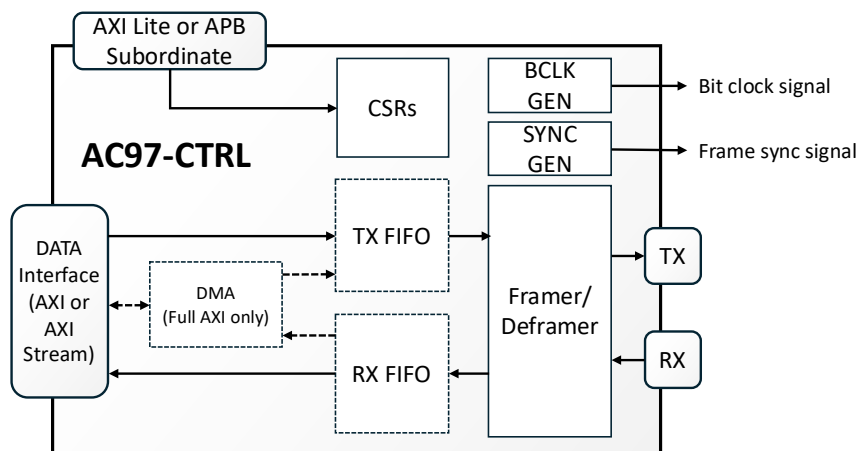 AXI Lite or APB
Subordinate
BCLK
GEN
Bit clock signal
CSRs
SYNC
GEN
Frame sync signal
AC97-CTRL
TX FIFO
DATA
Interface
(AXI or
AXI
Stream)
DMA
(Full AXI only)
Framer/
Deframer
TX
RX FIFO
RX